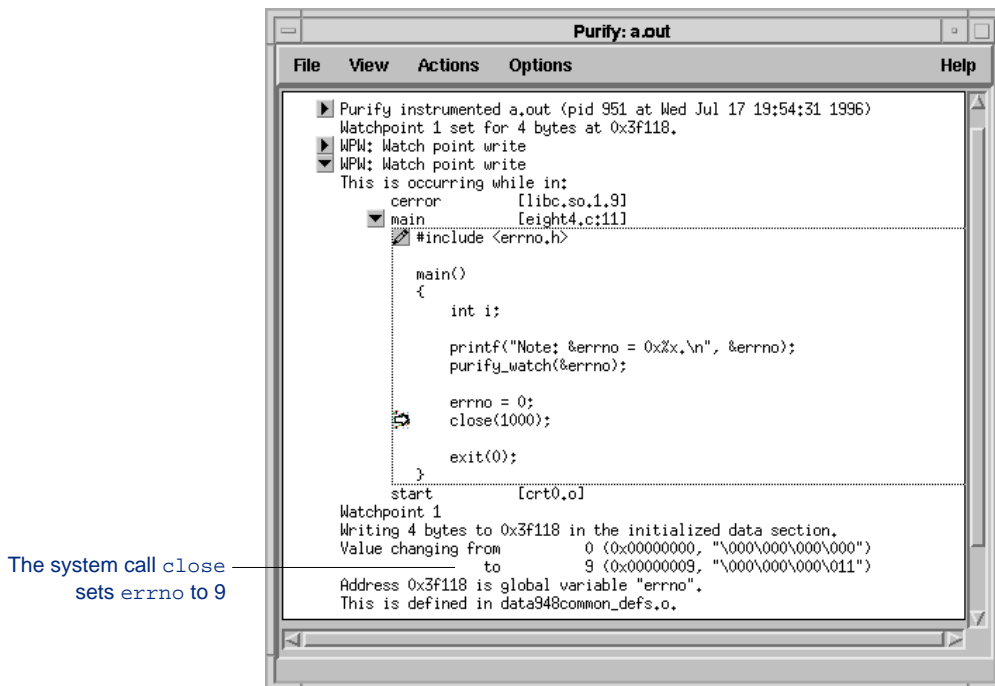 Purify: a.out
File View Actions Options Help
Purify instrumented a.out (pid 951 at Wed Jul 17 19:54:31 1996)
Watchpoint 1 set for 4 bytes at 0x3f118.
WPW: Watch point write
WPW: Watch point write
This is occurring while in:
cerror [libc.so.1.9]
main [eight4.c:11]
#include <errno.h>
main()
{
int i;
printf("Note: &errno = 0x%x.\n", &errno);
purify_watch(&errno);
errno = 0;
close(1000);
exit(0);
}
start [crt0.o]
Watchpoint 1
Writing 4 bytes to 0x3f118 in the initialized data section.
Value changing from 0 (0x00000000, "\000\000\000\000")
to 9 (0x00000009, "\000\000\000\011")
Address 0x3f118 is global variable "errno".
This is defined in data948common_defs.o.
The system call close
sets errno to 9